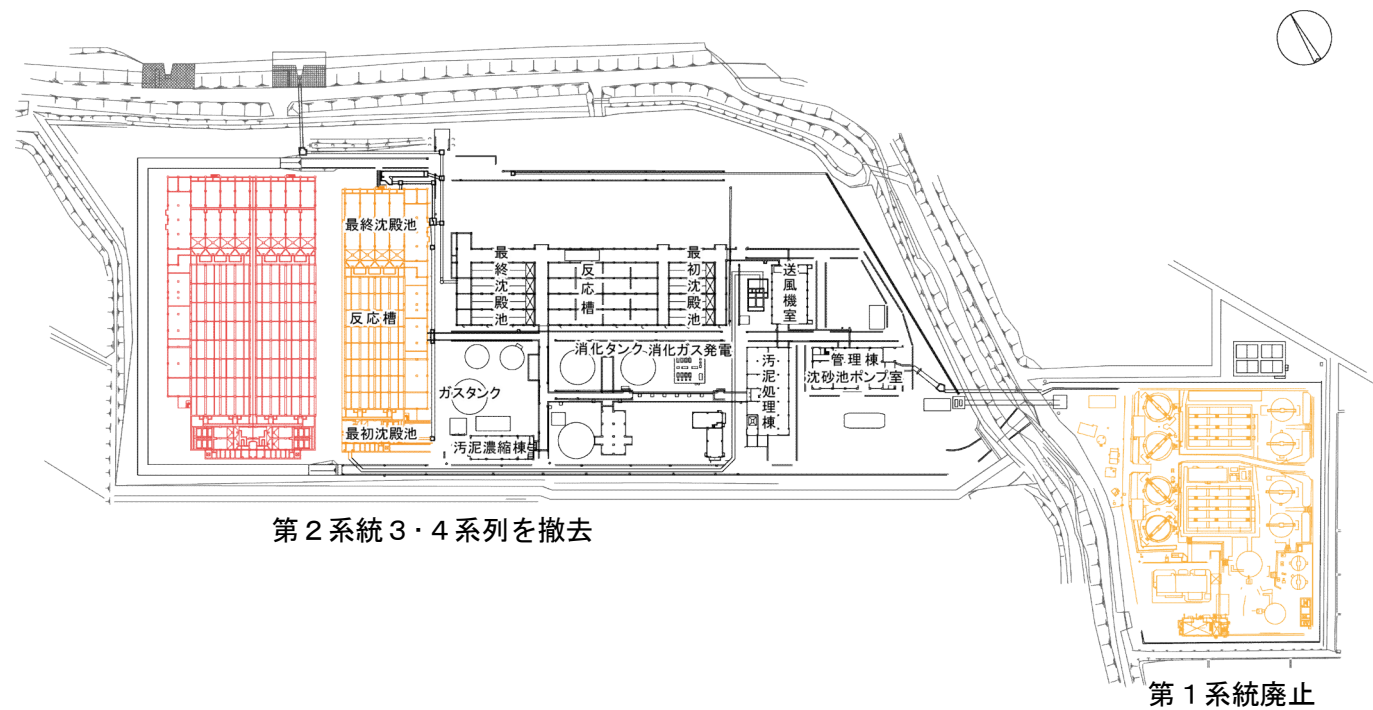 最終沈殿池
反応槽
最初沈殿池
最終沈殿池
反応槽
最初沈殿池
送風機室
消化タンク
消化ガス発電
汚泥処理棟
管理棟
沈砂池ポンプ室
ガスタンク
汚泥濃縮棟
第２系統３・４系列を撤去
第１系統廃止